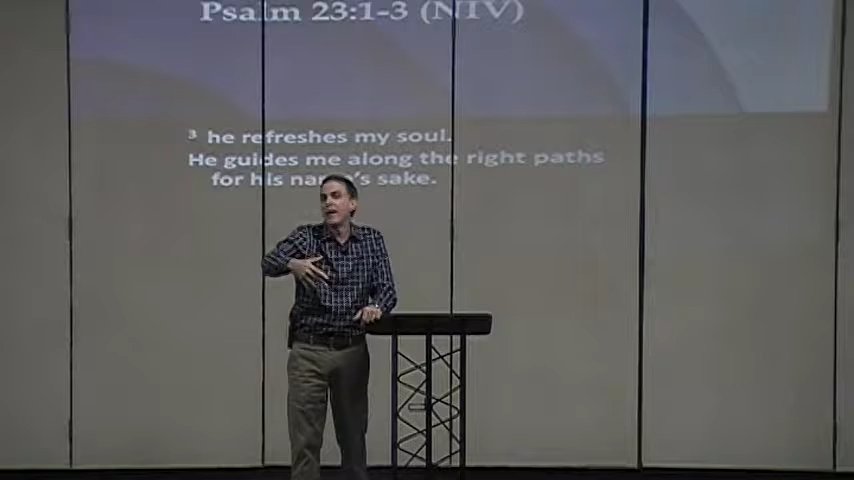 Psalm 23:1-3 (NIV)
³ he refreshes my soul.
He guides me along the right paths
for his name's sake.